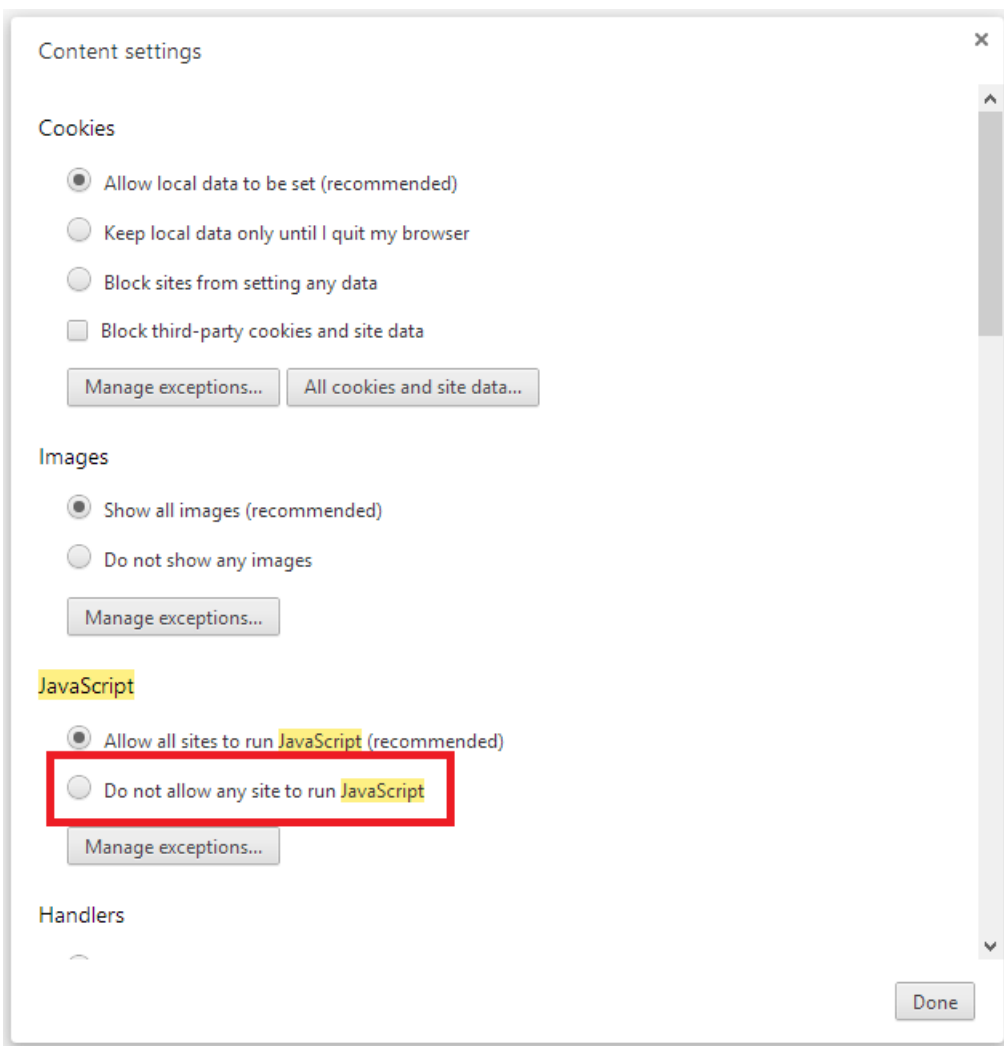 Content settings
Cookies
Allow local data to be set (recommended)
Keep local data only until I quit my browser
Block sites from setting any data
Block third-party cookies and site data
Manage exceptions... All cookies and site data...
Images
Show all images (recommended)
Do not show any images
Manage exceptions...
JavaScript
Allow all sites to run JavaScript (recommended)
Do not allow any site to run JavaScript
Manage exceptions...
Handlers
Done